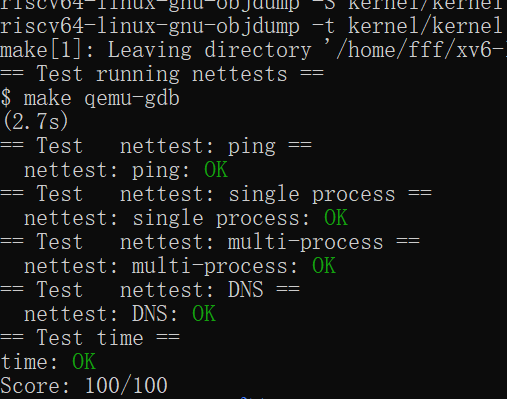 riscv64-linux-gnu-objdump -S kernel/kernel
riscv64-linux-gnu-objdump -t kernel/kernel
make[1]: Leaving directory '/home/fff/xv6-
== Test running nettests ==
$ make qemu-gdb
(2.7s)
== Test   nettest: ping ==
  nettest: ping: OK
== Test   nettest: single process ==
  nettest: single process: OK
== Test   nettest: multi-process ==
  nettest: multi-process: OK
== Test   nettest: DNS ==
  nettest: DNS: OK
== Test time ==
time: OK
Score: 100/100